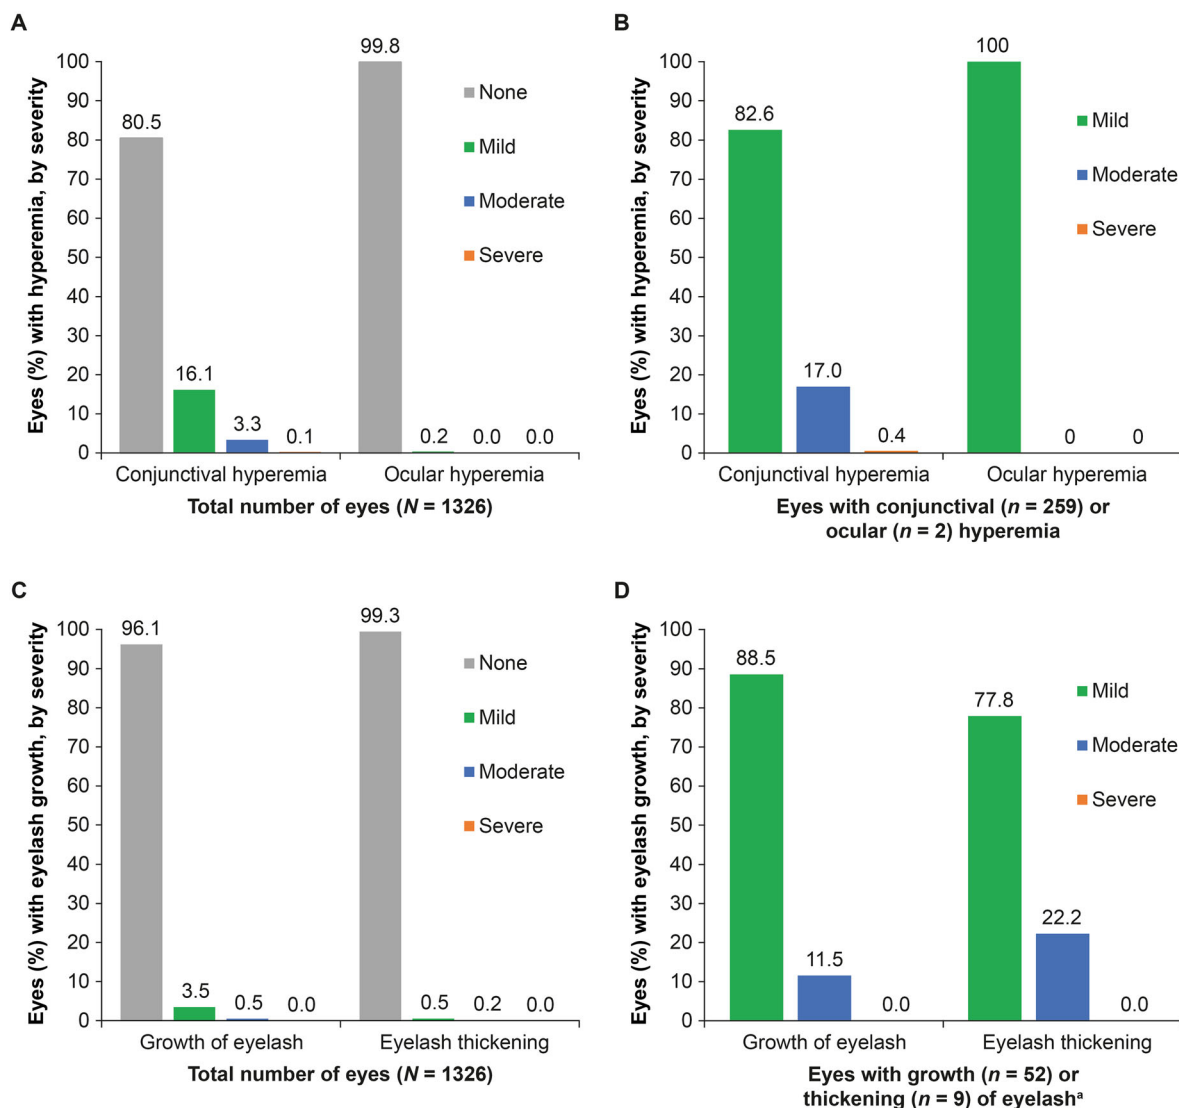 A
Eyes (%) with hyperemia, by severity
100
90
80
70
60
50
40
30
20
10
0
80.5
16.1
3.3
0.1
99.8
0.2
0.0
0.0
None
Mild
Moderate
Severe
Conjunctival hyperemia
Ocular hyperemia
Total number of eyes (N = 1326)
B
Eyes (%) with hyperemia, by severity
100
90
80
70
60
50
40
30
20
10
0
82.6
17.0
0.4
100
0
0
Mild
Moderate
Severe
Conjunctival hyperemia
Ocular hyperemia
Eyes with conjunctival (n = 259) or
ocular (n = 2) hyperemia
C
Eyes (%) with eyelash growth, by severity
100
90
80
70
60
50
40
30
20
10
0
96.1
3.5
0.5
0.0
99.3
0.5
0.2
0.0
None
Mild
Moderate
Severe
Growth of eyelash
Eyelash thickening
Total number of eyes (N = 1326)
D
Eyes (%) with eyelash growth, by severity
100
90
80
70
60
50
40
30
20
10
0
88.5
11.5
0.0
77.8
22.2
0.0
Mild
Moderate
Severe
Growth of eyelash
Eyelash thickening
Eyes with growth (n = 52) or
thickening (n = 9) of eyelashᵃ